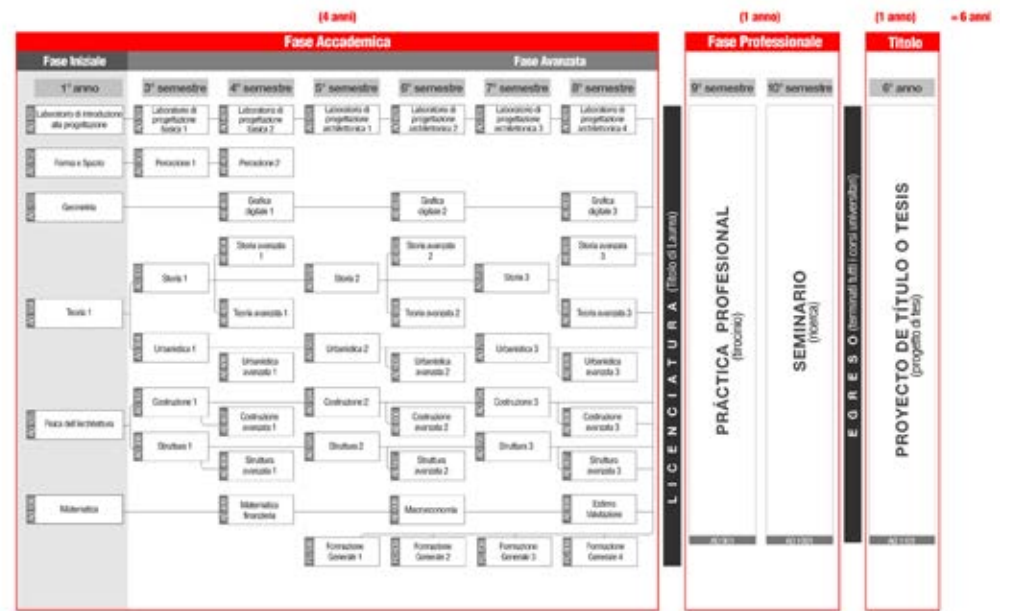 (4 anni)
(1 anno)
(1 anno)
= 6 anni
Fase Accademica
Fase Professionale
Titolo
Fase Iniziale
Fase Avanzata
1° anno
3° semestre
4° semestre
5° semestre
6° semestre
7° semestre
8° semestre
9° semestre
10° semestre
6° anno
Laboratorio di introduzione
alla progettazione
Laboratorio di
progettazione
basica 1
Laboratorio di
progettazione
basica 2
Laboratorio di
progettazione
architettonica 1
Laboratorio di
progettazione
architettonica 2
Laboratorio di
progettazione
architettonica 3
Laboratorio di
progettazione
architettonica 4
Forma e Spazio
Percezione 1
Percezione 2
Geometria
Grafica
digitale 1
Grafica
digitale 2
Grafica
digitale 3
Storia avanzata
1
Storia avanzata
2
Storia avanzata
3
Storia 1
Storia 2
Storia 3
Teoria 1
Teoria avanzata 1
Teoria avanzata 2
Teoria avanzata 3
Urbanistica 1
Urbanistica 2
Urbanistica 3
Urbanistica
avanzata 1
Urbanistica
avanzata 2
Urbanistica
avanzata 3
Costruzione 1
Costruzione 2
Costruzione 3
Fisica dell'Architettura
Costruzione
avanzata 1
Costruzione
avanzata 2
Costruzione
avanzata 3
Struttura 1
Struttura 2
Struttura 3
Struttura
avanzata 1
Struttura
avanzata 2
Struttura
avanzata 3
Matematica
Matematica
finanziaria
Macroeconomia
Estimo
Valutazione
Formazione
Generale 1
Formazione
Generale 2
Formazione
Generale 3
Formazione
Generale 4
LICENCIATURA (Titolo di Laurea)
PRÁCTICA PROFESIONAL
(tirocinio)
SEMINARIO
(ricerca)
EGRESO (terminati tutti i corsi universitari)
PROYECTO DE TÍTULO O TESIS
(progetto di tesi)